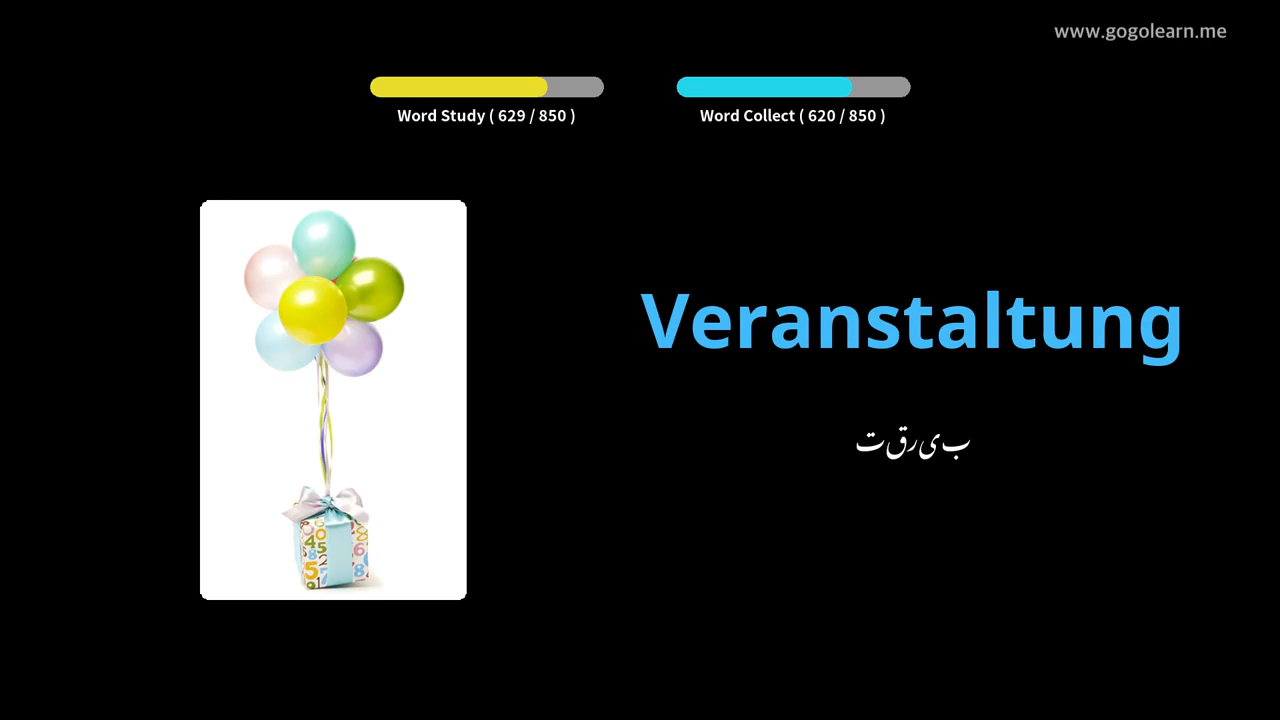 www.gogolearn.me
Word Study ( 629 / 850 )
Word Collect ( 620 / 850 )
Veranstaltung
ب‌ی‌رق‌ت